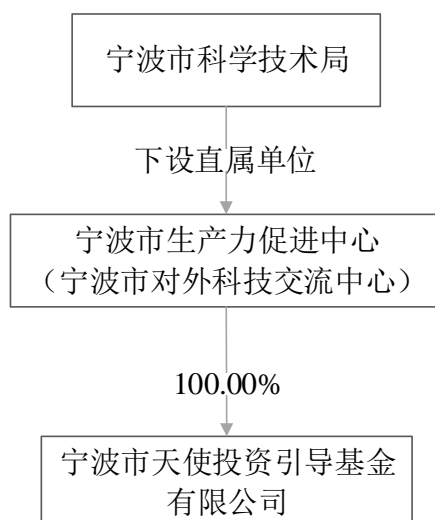 宁波市科学技术局
下设直属单位
宁波市生产力促进中心
（宁波市对外科技交流中心）
100.00%
宁波市天使投资引导基金
有限公司